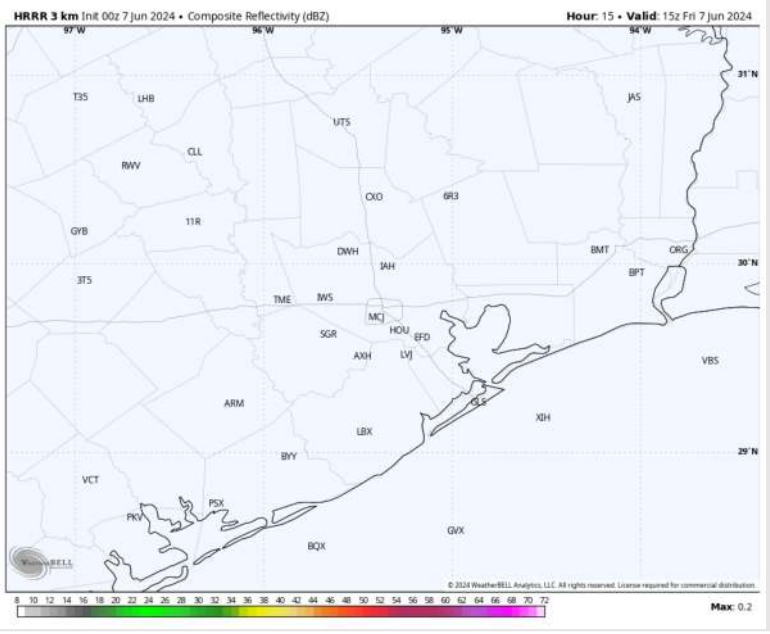 HRRR 3 km Init 00z 7 Jun 2024 • Composite Reflectivity (dBZ) Hour: 15 • Valid: 15z Fri 7 Jun 2024
97°W 96°W 95°W 94°W
31°N
T35 LHB JAS
UTS
CLL
RWV
CXO 6R3
11R
GYB
DWH BMT ORG
30°N
IAH
BPT
3T5
TME IWS
MCJ
SGR HOU EFD
AXH LVJ
VBS
ARM GLS
XIH
LBX
29°N
BYY
VCT
PSX
PKV
GVX
BQX
WeatherBELL
© 2024 WeatherBELL Analytics, LLC. All rights reserved. License required for commercial distribution.
8 10 12 14 16 18 20 22 24 26 28 30 32 34 36 38 40 42 44 46 48 50 52 54 56 58 60 62 64 66 68 70 72
Max: 0.2